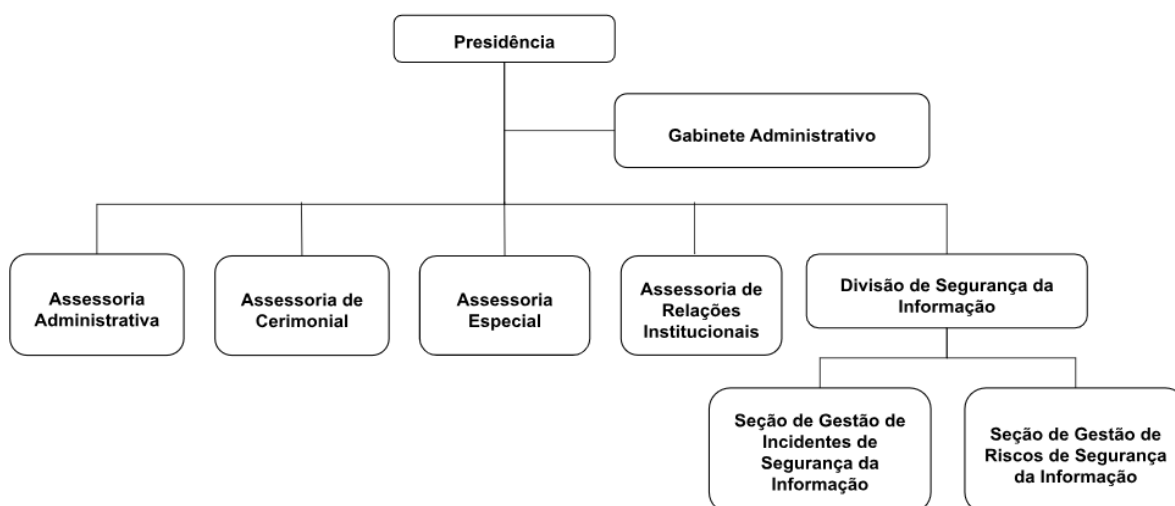 Presidência
Gabinete Administrativo
Assessoria
Administrativa
Assessoria de
Cerimonial
Assessoria
Especial
Assessoria de
Relações
Institucionais
Divisão de Segurança da
Informação
Seção de Gestão de
Incidentes de
Segurança da
Informação
Seção de Gestão de
Riscos de Segurança
da Informação